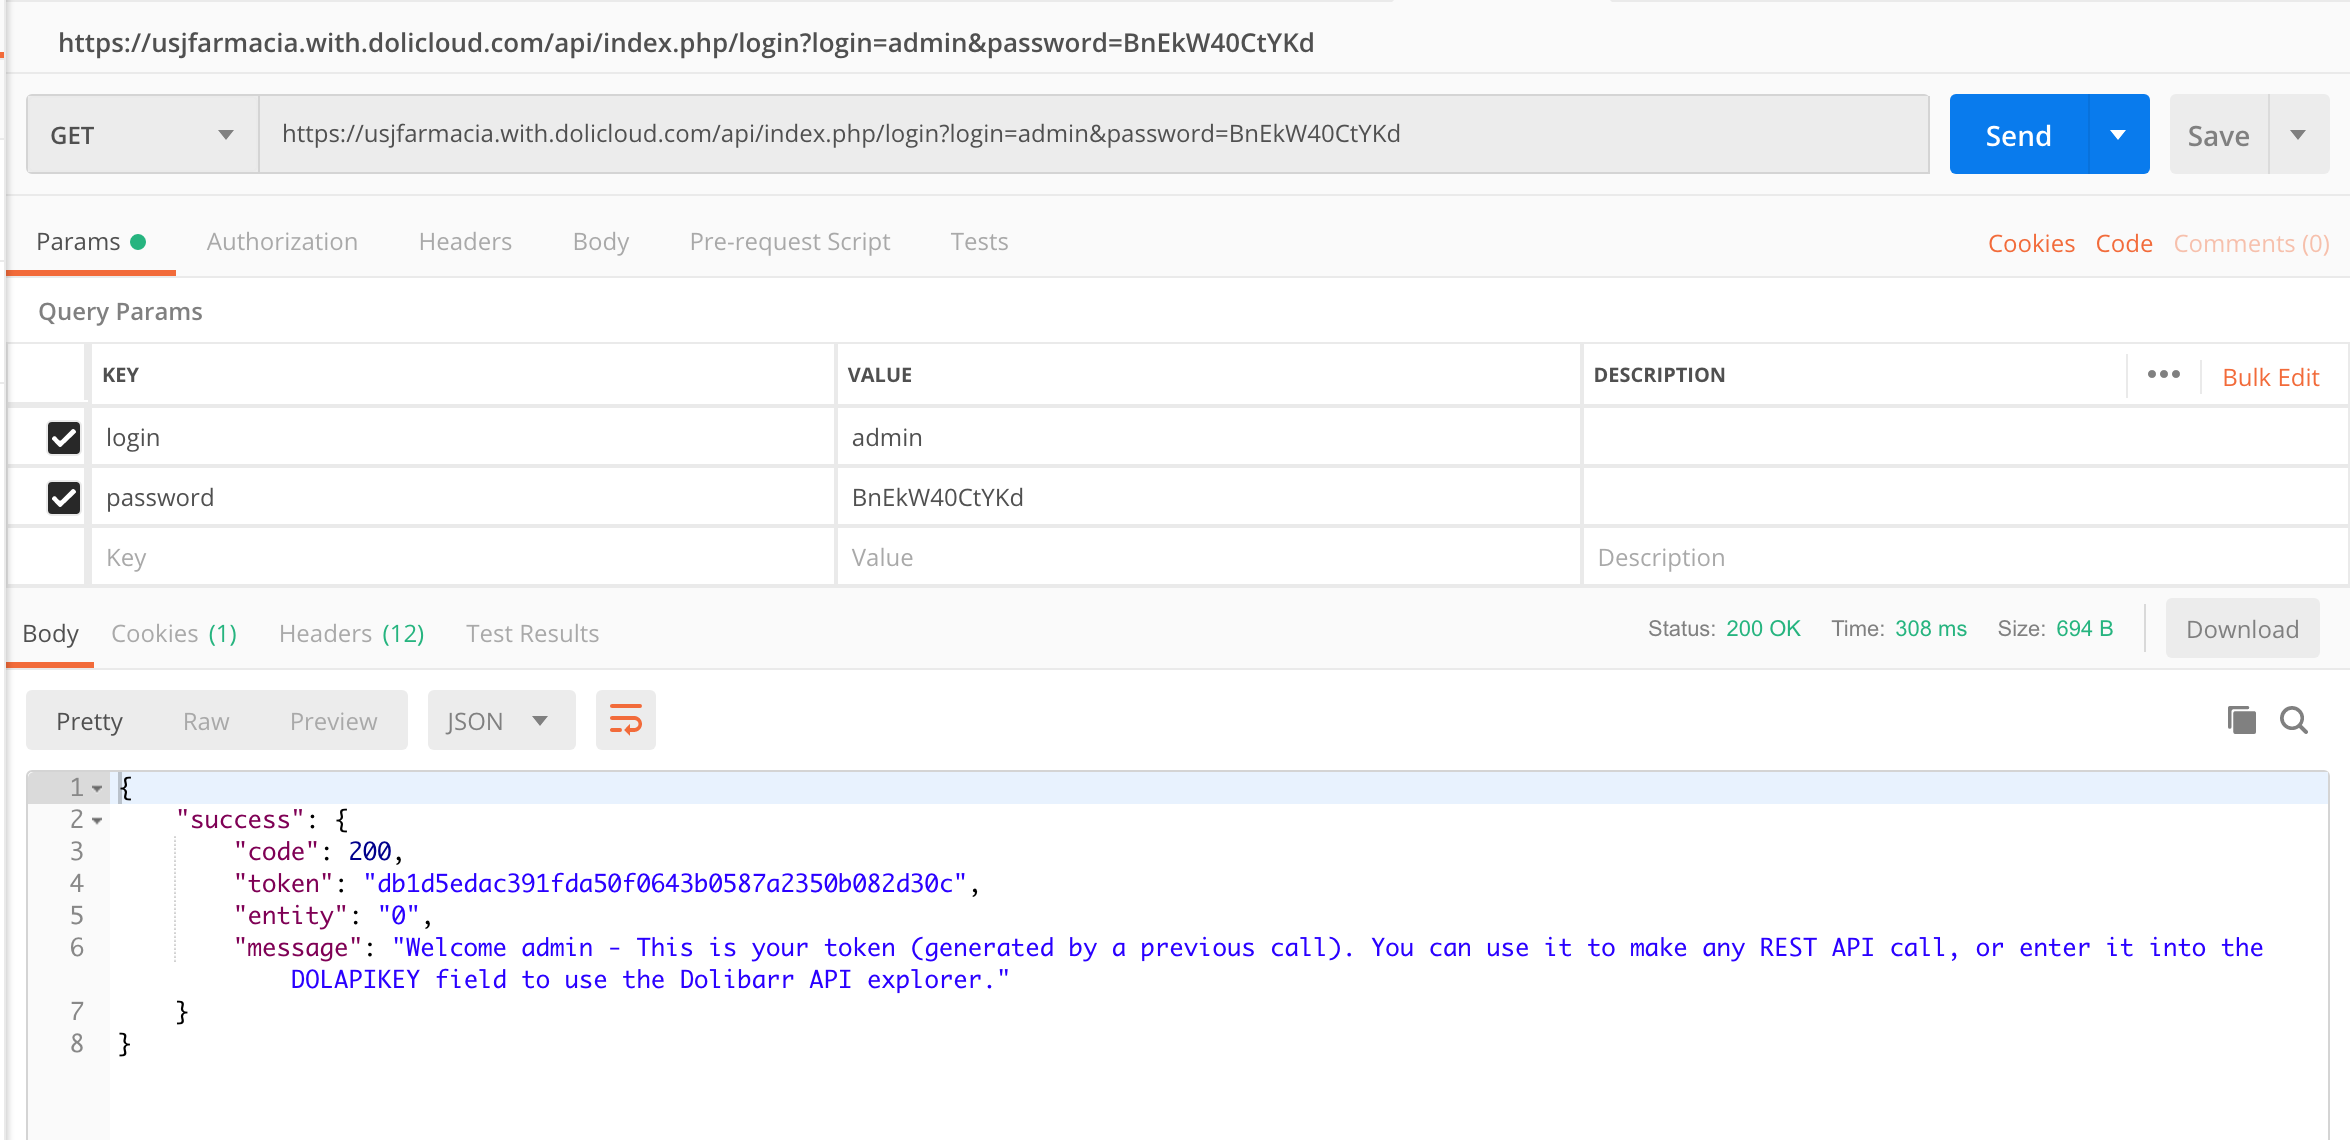 https://usjfarmacia.with.dolicloud.com/api/index.php/login?login=admin&password=BnEkW40CtYKd
GET https://usjfarmacia.with.dolicloud.com/api/index.php/login?login=admin&password=BnEkW40CtYKd Send Save
Params Authorization Headers Body Pre-request Script Tests Cookies Code Comments (0)
Query Params
KEY VALUE DESCRIPTION ••• Bulk Edit
login admin
password BnEkW40CtYKd
Key Value Description
Body Cookies (1) Headers (12) Test Results Status: 200 OK Time: 308 ms Size: 694 B Download
Pretty Raw Preview JSON
1 {
2 "success": {
3 "code": 200,
4 "token": "db1d5edac391fda50f0643b0587a2350b082d30c",
5 "entity": "0",
6 "message": "Welcome admin - This is your token (generated by a previous call). You can use it to make any REST API call, or enter it into the
DOLAPIKEY field to use the Dolibarr API explorer."
7 }
8 }